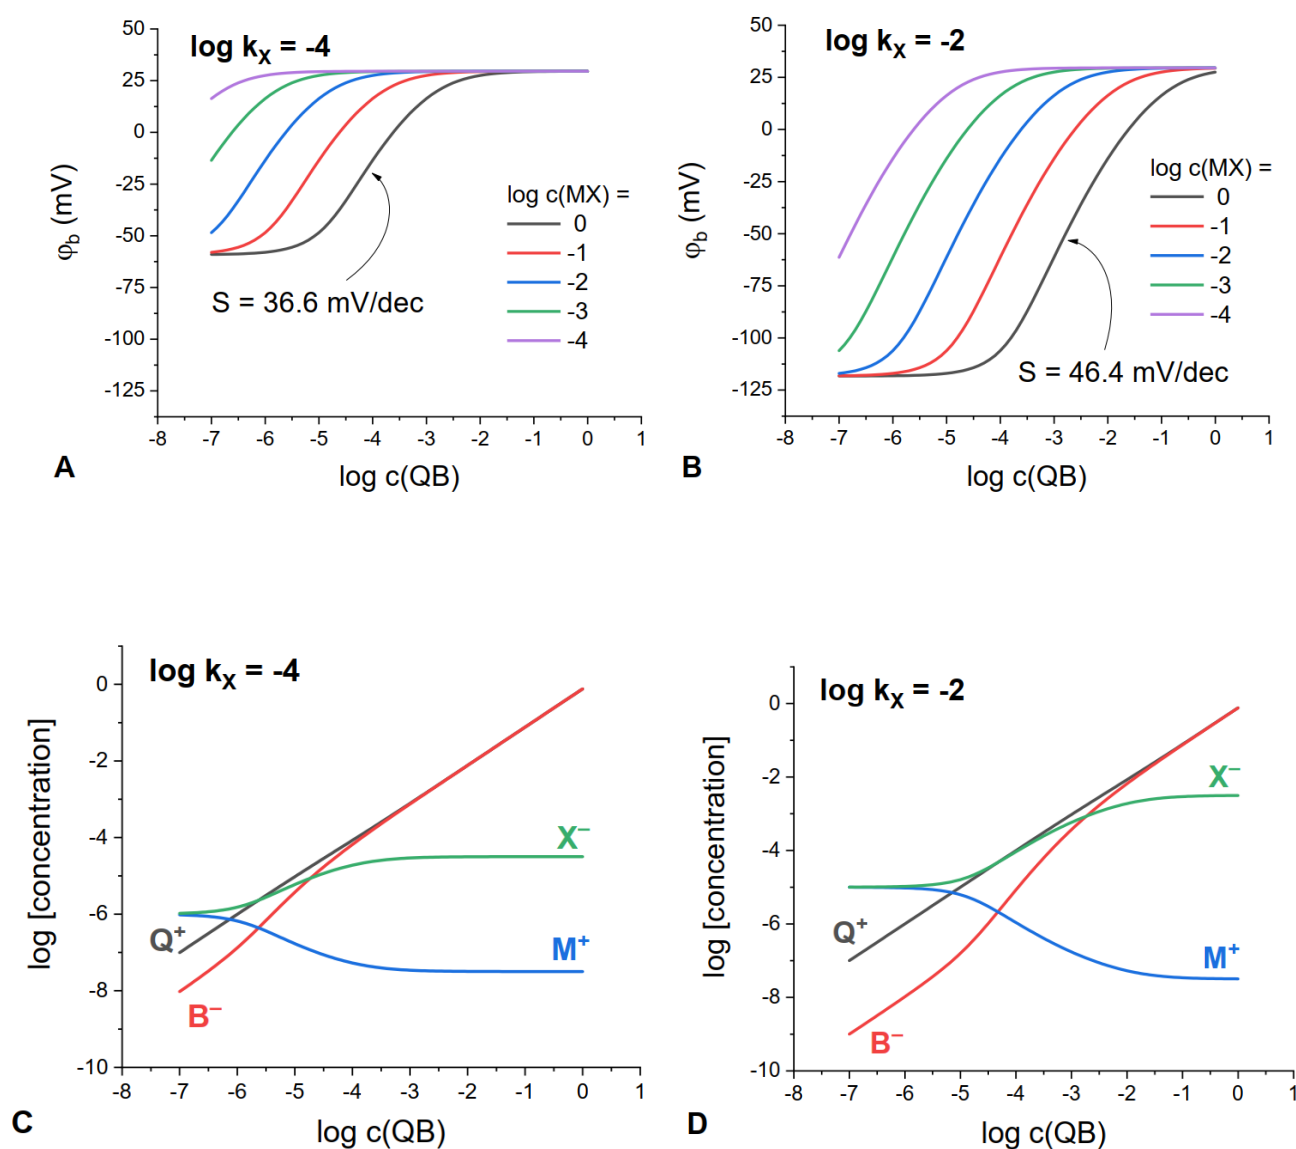 log kX = -4
50
25
0
-25
-50
-75
-100
-125
φb (mV)
log c(MX) =
0
-1
-2
-3
-4
S = 36.6 mV/dec
-8 -7 -6 -5 -4 -3 -2 -1 0 1
log c(QB)
A
log kX = -2
50
25
0
-25
-50
-75
-100
-125
φb (mV)
log c(MX) =
0
-1
-2
-3
-4
S = 46.4 mV/dec
-8 -7 -6 -5 -4 -3 -2 -1 0 1
log c(QB)
B
log kX = -4
0
-2
-4
-6
-8
-10
log [concentration]
X−
Q+
M+
B−
-8 -7 -6 -5 -4 -3 -2 -1 0 1
log c(QB)
C
log kX = -2
0
-2
-4
-6
-8
-10
log [concentration]
X−
Q+
M+
B−
-8 -7 -6 -5 -4 -3 -2 -1 0 1
log c(QB)
D